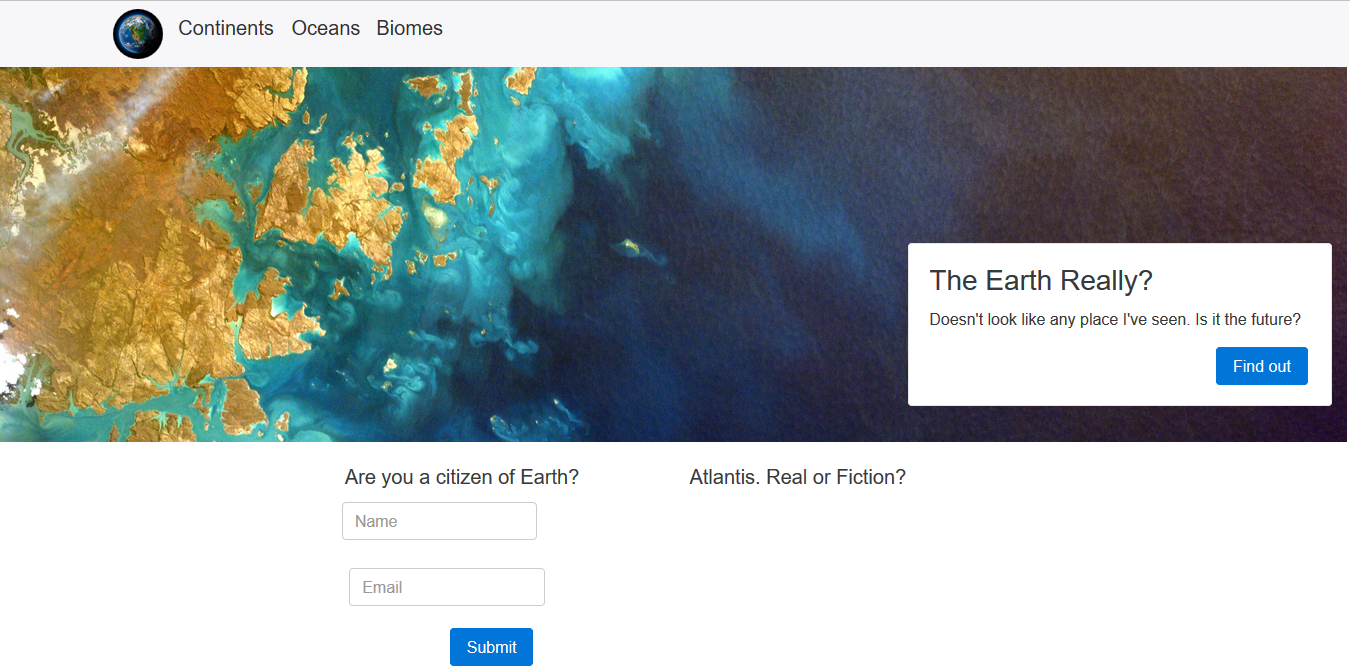 Continents Oceans Biomes
The Earth Really?
Doesn't look like any place I've seen. Is it the future?
Find out
Are you a citizen of Earth?
Atlantis. Real or Fiction?
Name
Email
Submit